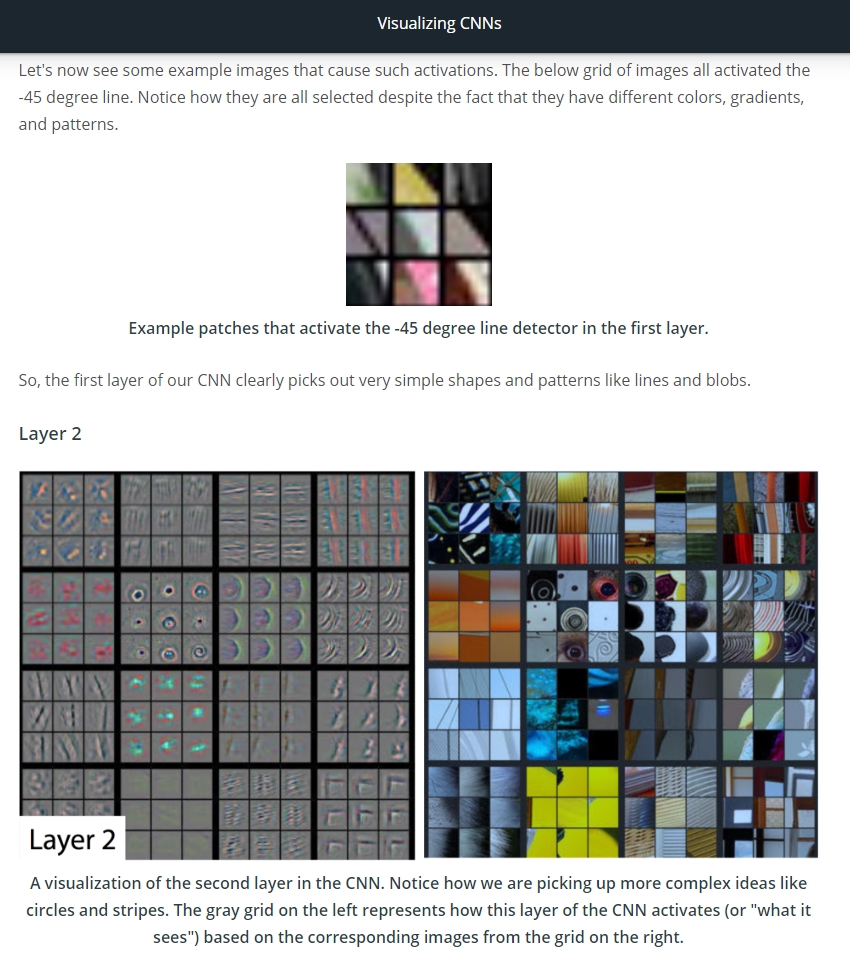 Visualizing CNNs
Let's now see some example images that cause such activations. The below grid of images all activated the
-45 degree line. Notice how they are all selected despite the fact that they have different colors, gradients,
and patterns.
Example patches that activate the -45 degree line detector in the first layer.
So, the first layer of our CNN clearly picks out very simple shapes and patterns like lines and blobs.
Layer 2
Layer 2
A visualization of the second layer in the CNN. Notice how we are picking up more complex ideas like
circles and stripes. The gray grid on the left represents how this layer of the CNN activates (or "what it
sees") based on the corresponding images from the grid on the right.